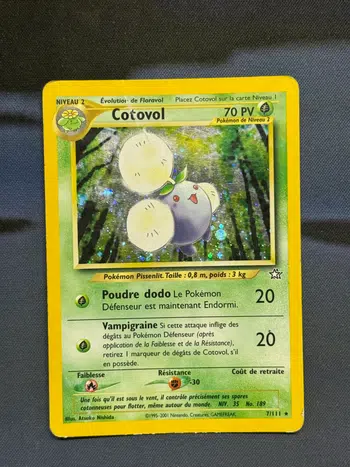 NIVEAU 2 Évolution de Floravol Placez Cotovol sur la carte Niveau 1
Cotovol 70 PV
Pokémon de Niveau 2
Pokémon Pissenlit. Taille : 0,8 m, poids : 3 kg
Poudre dodo Le Pokémon
Défenseur est maintenant Endormi. 20
Vampigraine Si cette attaque inflige des
dégâts au Pokémon Défenseur (après
application de la Faiblesse et de la Résistance),
retirez 1 marqueur de dégâts de Cotovol, s'il
en possède. 20
Faiblesse Résistance Coût de retraite
-30
Une fois qu'il est sous le vent, il contrôle précisément ses spores
cotonneuses pour flotter, même autour du monde. NIV. 35 No. 189
Illus. Atsuko Nishida ©1995-2001 Nintendo, Creatures, GAMEFREAK. 7/111